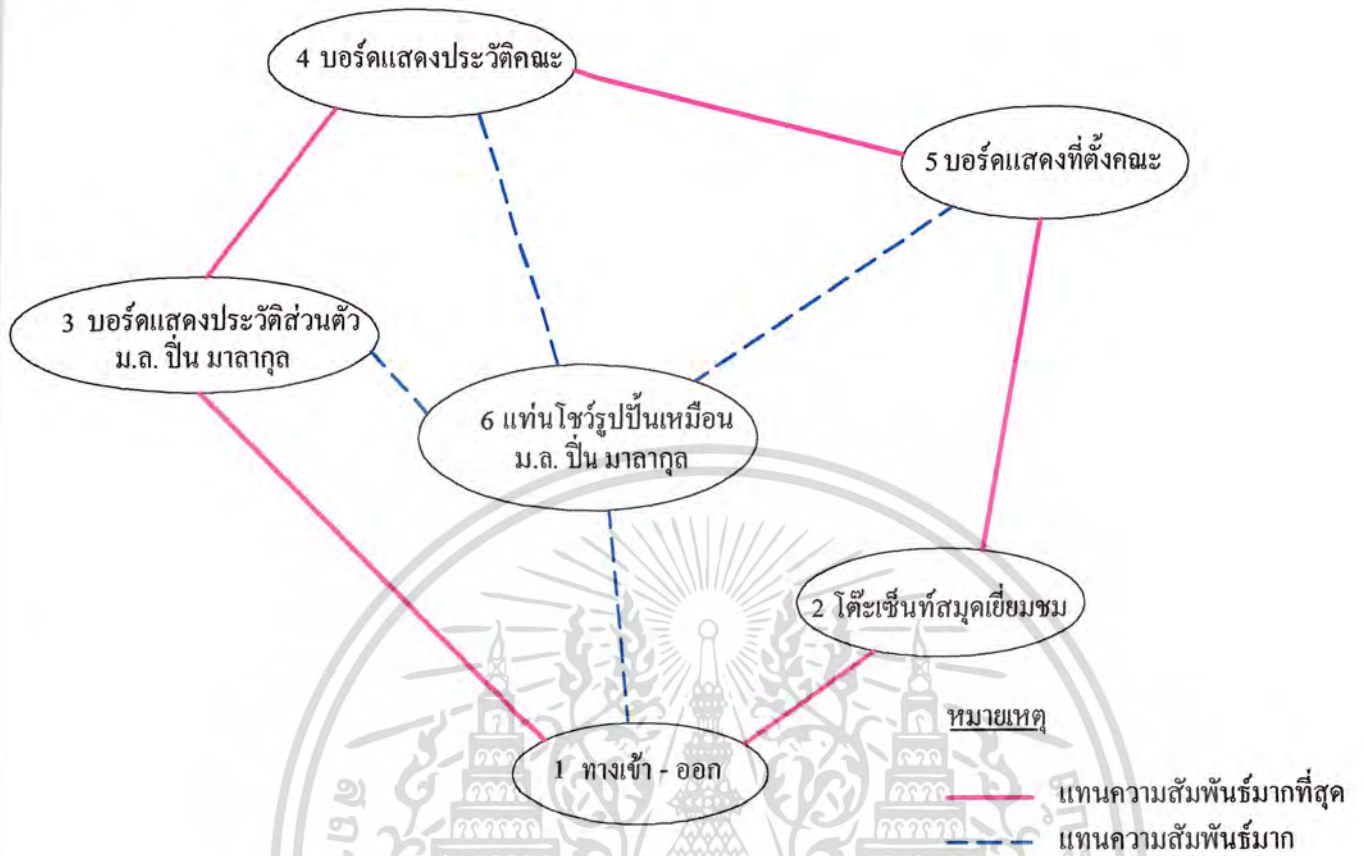 4 บอร์ดแสดงประวัติคณะ
5 บอร์ดแสดงที่ตั้งคณะ
3 บอร์ดแสดงประวัติส่วนตัว
ม.ล. ปิ่น มาลากุล
6 แท่นโชว์รูปปั้นเหมือน
ม.ล. ปิ่น มาลากุล
2 โต๊ะเซ็นท์สมุดเยี่ยมชม
1 ทางเข้า - ออก
หมายเหตุ
แทนความสัมพันธ์มากที่สุด
แทนความสัมพันธ์มาก